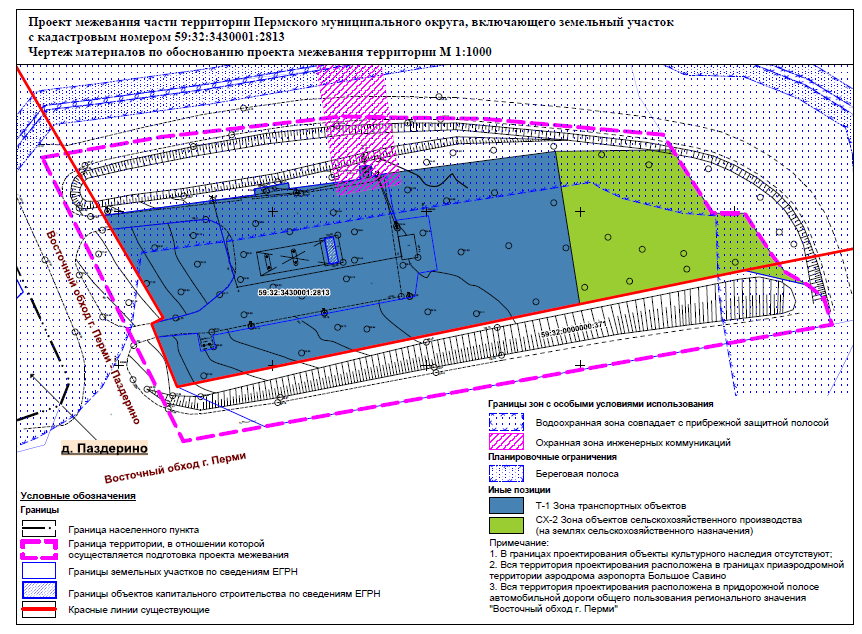 Проект межевания части территории Пермского муниципального округа, включающего земельный участок
с кадастровым номером 59:32:3430001:2813
Чертеж материалов по обоснованию проекта межевания территории М 1:1000
Восточный обход г. Перми - Паздерино
59:32:3430001:2813
59:32:0000000:371
д. Паздерино
Восточный обход г. Перми
Условные обозначения
Границы
Граница населенного пункта
Граница территории, в отношении которой
осуществляется подготовка проекта межевания
Границы земельных участков по сведениям ЕГРН
Границы объектов капитального строительства по сведениям ЕГРН
Красные линии существующие
Границы зон с особыми условиями использования
Водоохранная зона совпадает с прибрежной защитной полосой
Охранная зона инженерных коммуникаций
Планировочные ограничения
Береговая полоса
Иные позиции
Т-1 Зона транспортных объектов
СХ-2 Зона объектов сельскохозяйственного производства
(на землях сельскохозяйственного назначения)
Примечание:
1. В границах проектирования объекты культурного наследия отсутствуют;
2. Вся территория проектирования расположена в границах приаэродромной
территории аэродрома аэропорта Большое Савино
3. Вся территория проектирования расположена в придорожной полосе
автомобильной дороги общего пользования регионального значения
"Восточный обход г. Перми"